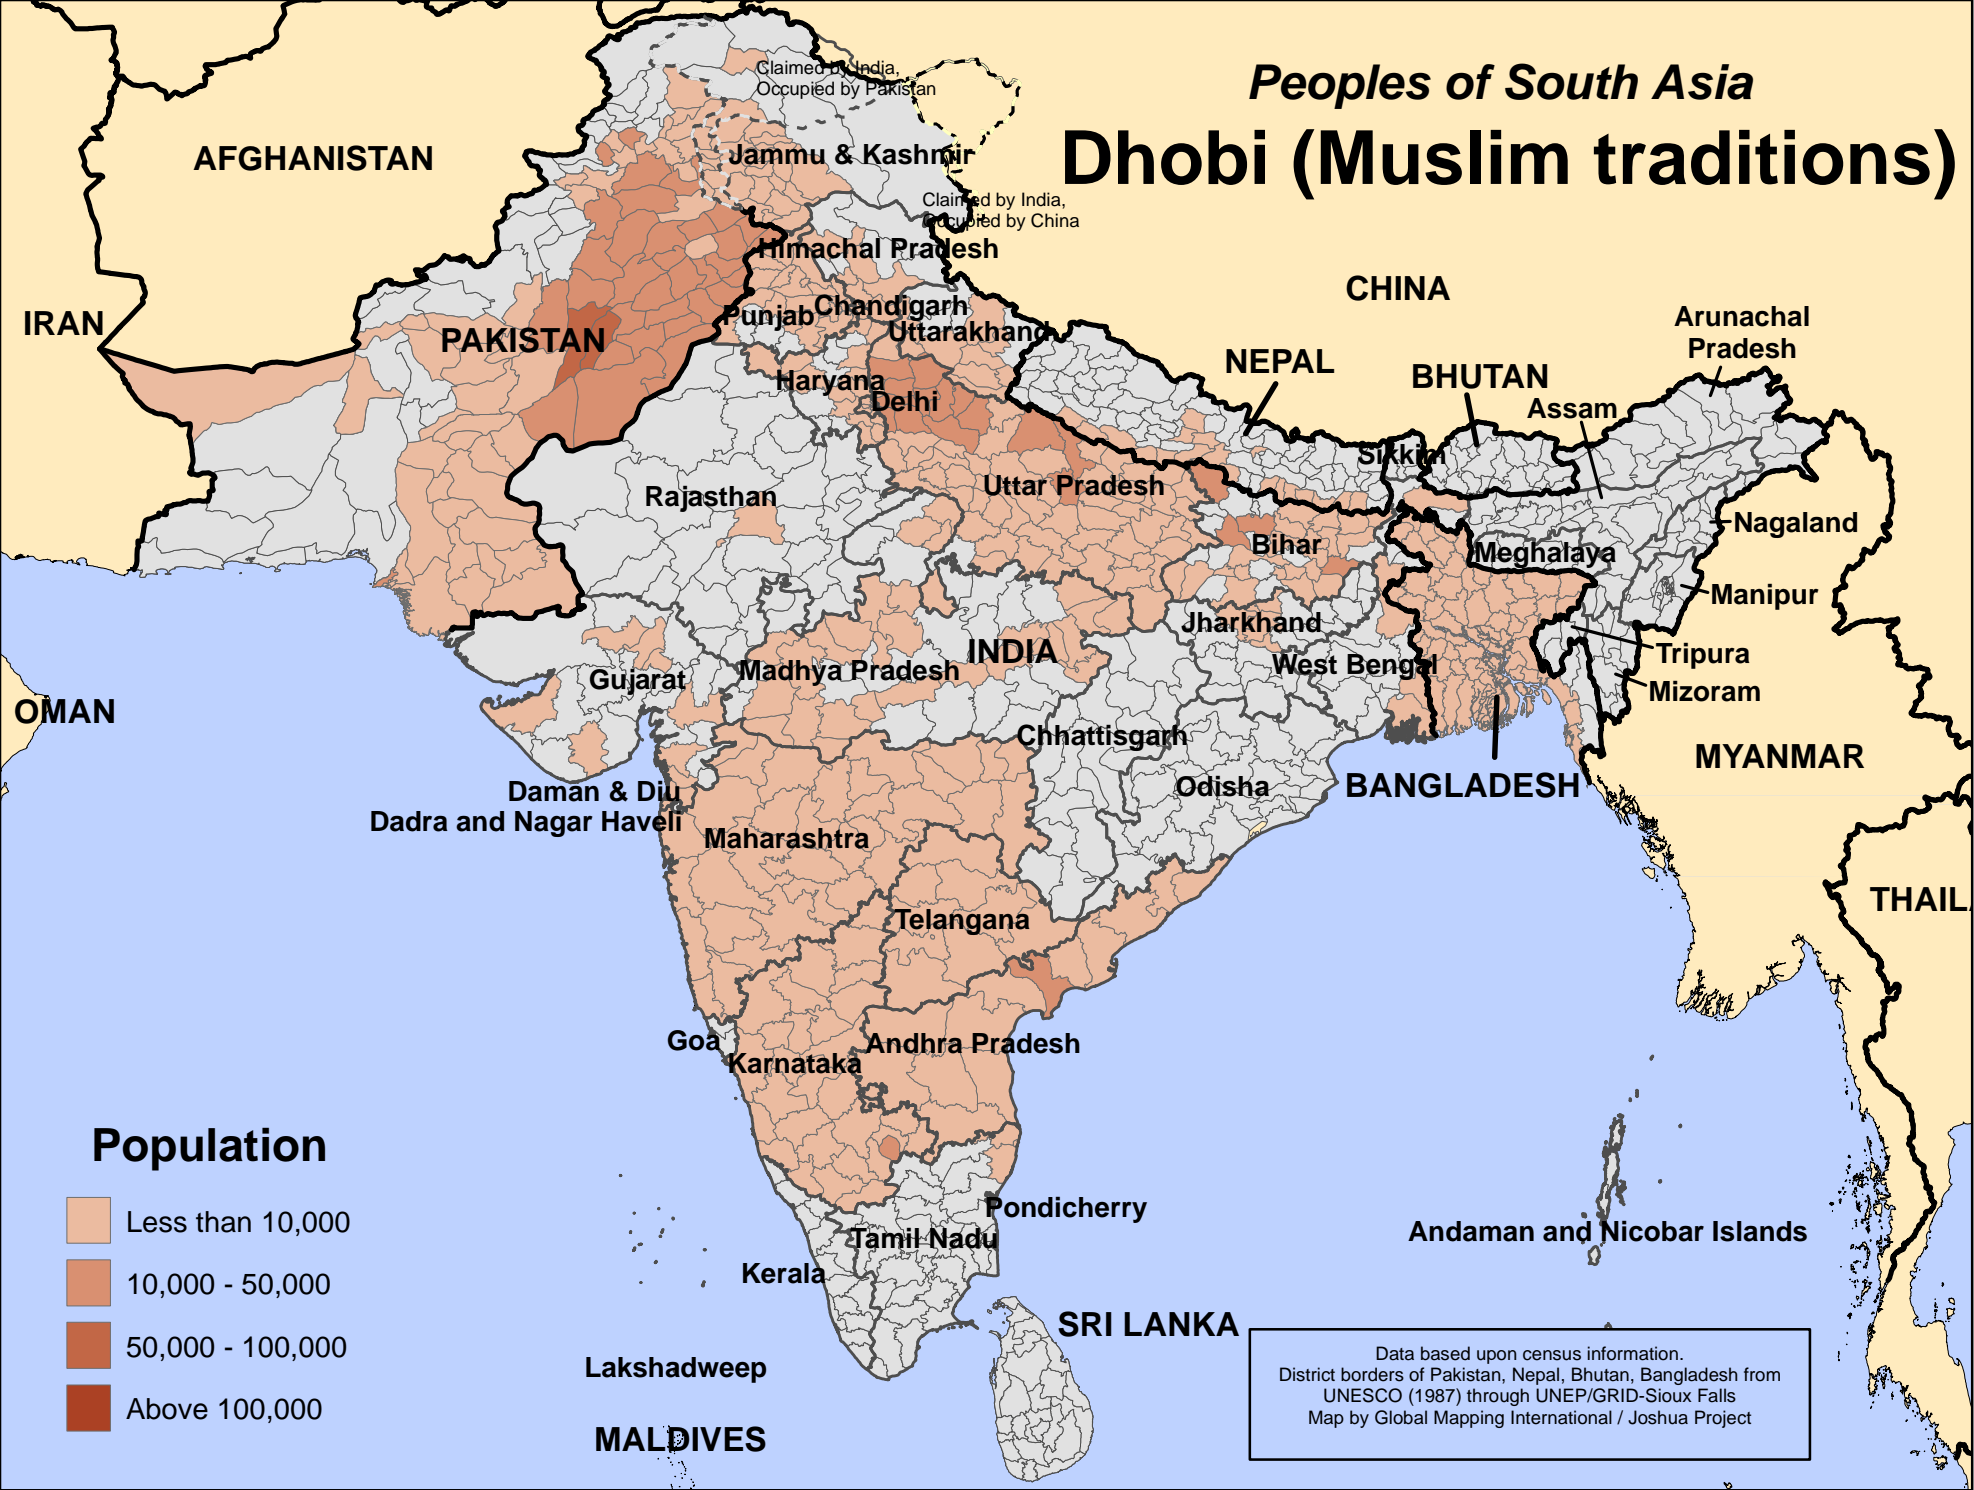 Peoples of South Asia
Dhobi (Muslim traditions)
Claimed by India,
Occupied by Pakistan
AFGHANISTAN
Jammu & Kashmir
Claimed by India,
Occupied by China
Himachal Pradesh
CHINA
IRAN
PAKISTAN
Punjab
Chandigarh
Uttarakhand
Arunachal
Pradesh
NEPAL
BHUTAN
Assam
Haryana
Delhi
Sikkim
Rajasthan
Uttar Pradesh
Nagaland
Bihar
Meghalaya
Manipur
Jharkhand
INDIA
Tripura
West Bengal
Madhya Pradesh
Gujarat
Mizoram
OMAN
Chhattisgarh
MYANMAR
Odisha
BANGLADESH
Daman & Diu
Dadra and Nagar Haveli
Maharashtra
THAIL
Telangana
Goa
Karnataka
Andhra Pradesh
Population
Less than 10,000
10,000 - 50,000
50,000 - 100,000
Above 100,000
Pondicherry
Tamil Nadu
Kerala
Andaman and Nicobar Islands
SRI LANKA
Lakshadweep
MALDIVES
Data based upon census information.
District borders of Pakistan, Nepal, Bhutan, Bangladesh from
UNESCO (1987) through UNEP/GRID-Sioux Falls
Map by Global Mapping International / Joshua Project